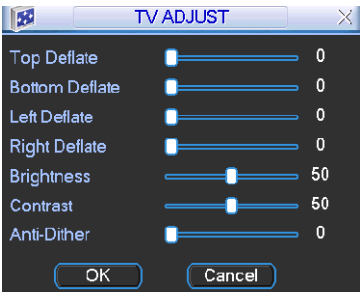 TV ADJUST
Top Deflate 0
Bottom Deflate 0
Left Deflate 0
Right Deflate 0
Brightness 50
Contrast 50
Anti-Dither 0
OK Cancel